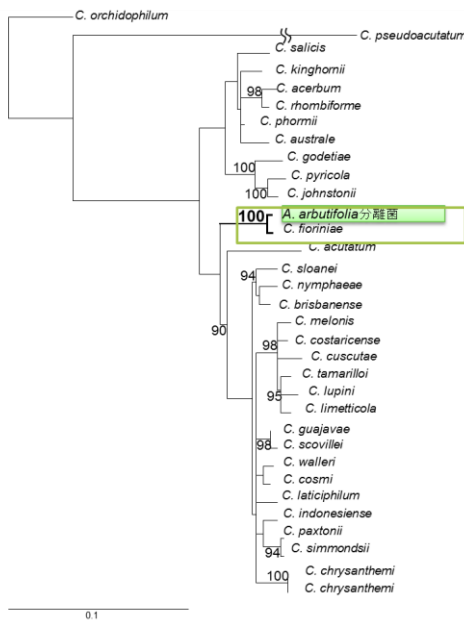 C. orchidophilum
C. pseudoacutatum
C. salicis
C. kinghornii
98
C. acerbum
C. rhombiforme
C. phormii
C. australe
C. godetiae
100
C. pyricola
100
C. johnstonii
100
A. arbutifolia分離菌
C. fioriniae
C. acutatum
C. sloanei
94
C. nymphaeae
C. brisbanense
C. melonis
90
98
C. costaricense
C. cuscutae
C. tamarilloi
95
C. lupini
C. limetticola
C. guajavae
98
C. scovillei
C. walleri
C. cosmi
C. laticiphilum
C. indonesiense
C. paxtonii
94
C. simmondsii
100
C. chrysanthemi
C. chrysanthemi
0.1